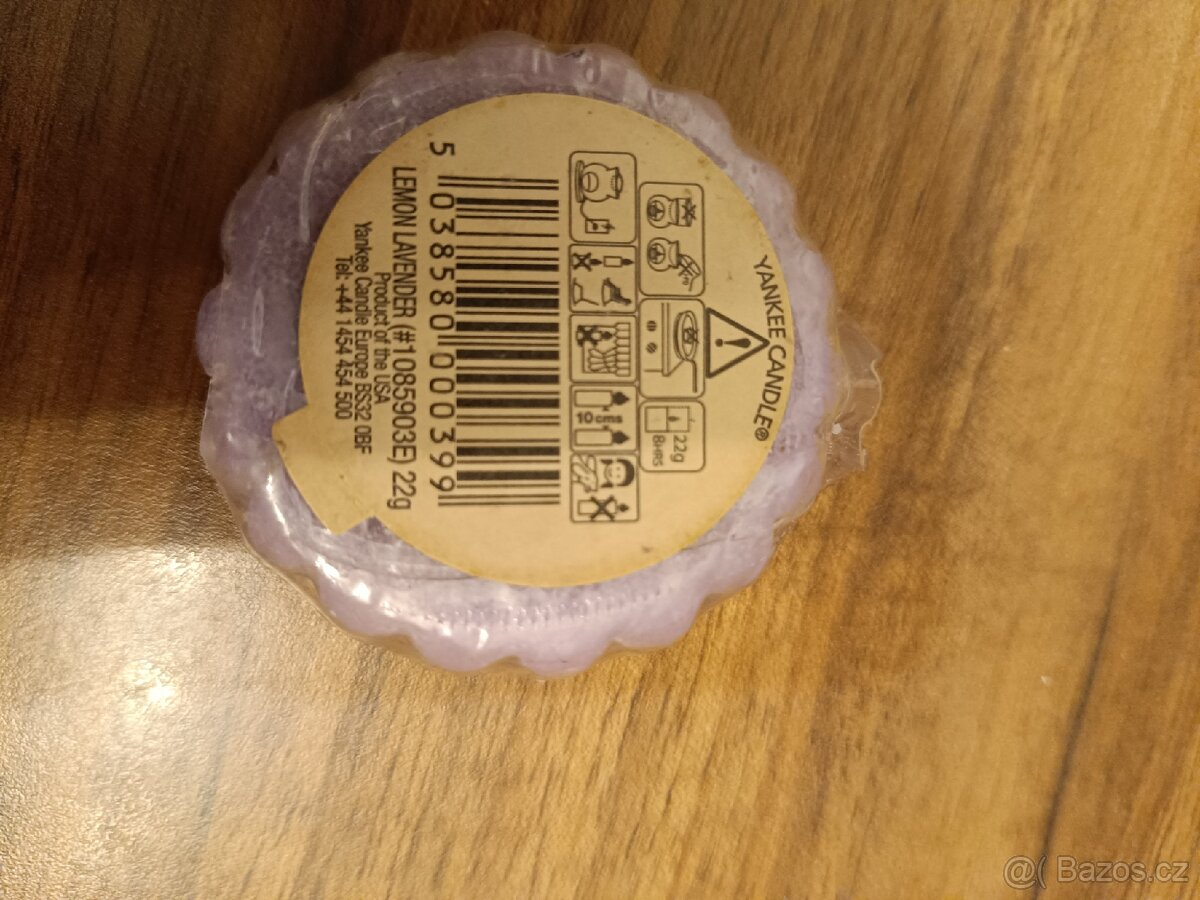 YANKEE CANDLE®
22g
8HRS
10 cms
5 038580 000399
LEMON LAVENDER (#1085903E) 22g
Product of the USA
Yankee Candle Europe BS32 0BF
Tel: +44 1454 454 500
@( Bazos.cz